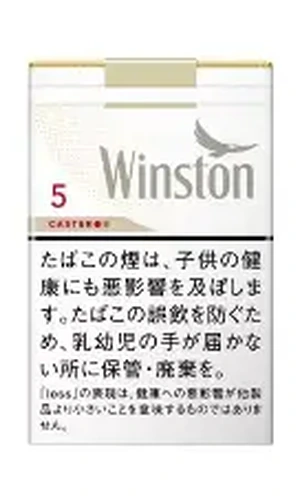 Winston
5
CASTER
たばこの煙は、子供の健
康にも悪影響を及ぼしま
す。たばこの誤飲を防ぐた
め、乳幼児の手が届かな
い所に保管・廃棄を。
「loss」の表現は、健康への悪影響が他製
品より小さいことを意味するものではありま
せん。